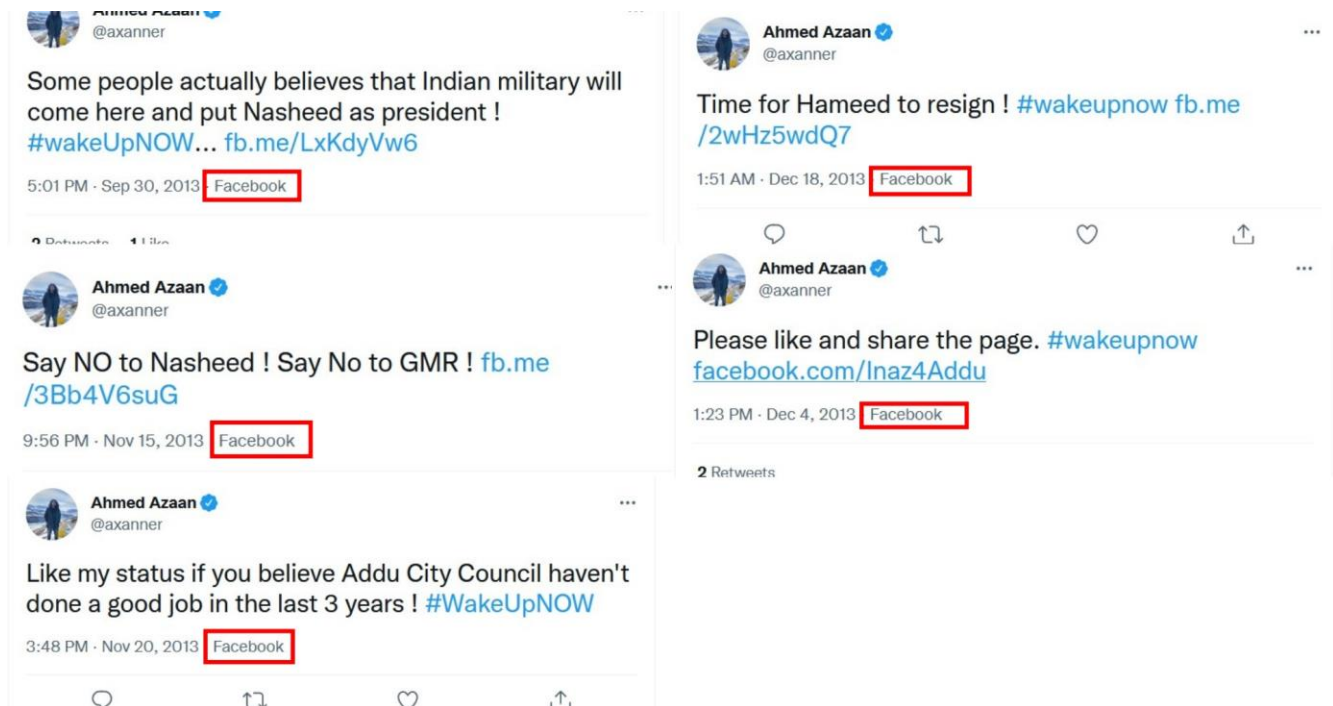 Ahmed Azaan
@axanner
Some people actually believes that Indian military will
come here and put Nasheed as president !
#wakeUpNOW... fb.me/LxKdyVw6
5:01 PM · Sep 30, 2013 · Facebook
2 Retweets 1 Like
Ahmed Azaan
@axanner
Say NO to Nasheed ! Say No to GMR ! fb.me
/3Bb4V6suG
9:56 PM · Nov 15, 2013 Facebook
Ahmed Azaan
@axanner
Like my status if you believe Addu City Council haven't
done a good job in the last 3 years ! #WakeUpNOW
3:48 PM · Nov 20, 2013 Facebook
Ahmed Azaan
@axanner
Time for Hameed to resign ! #wakeupnow fb.me
/2wHz5wdQ7
1:51 AM · Dec 18, 2013 Facebook
Ahmed Azaan
@axanner
Please like and share the page. #wakeupnow
facebook.com/Inaz4Addu
1:23 PM · Dec 4, 2013 Facebook
2 Retweets